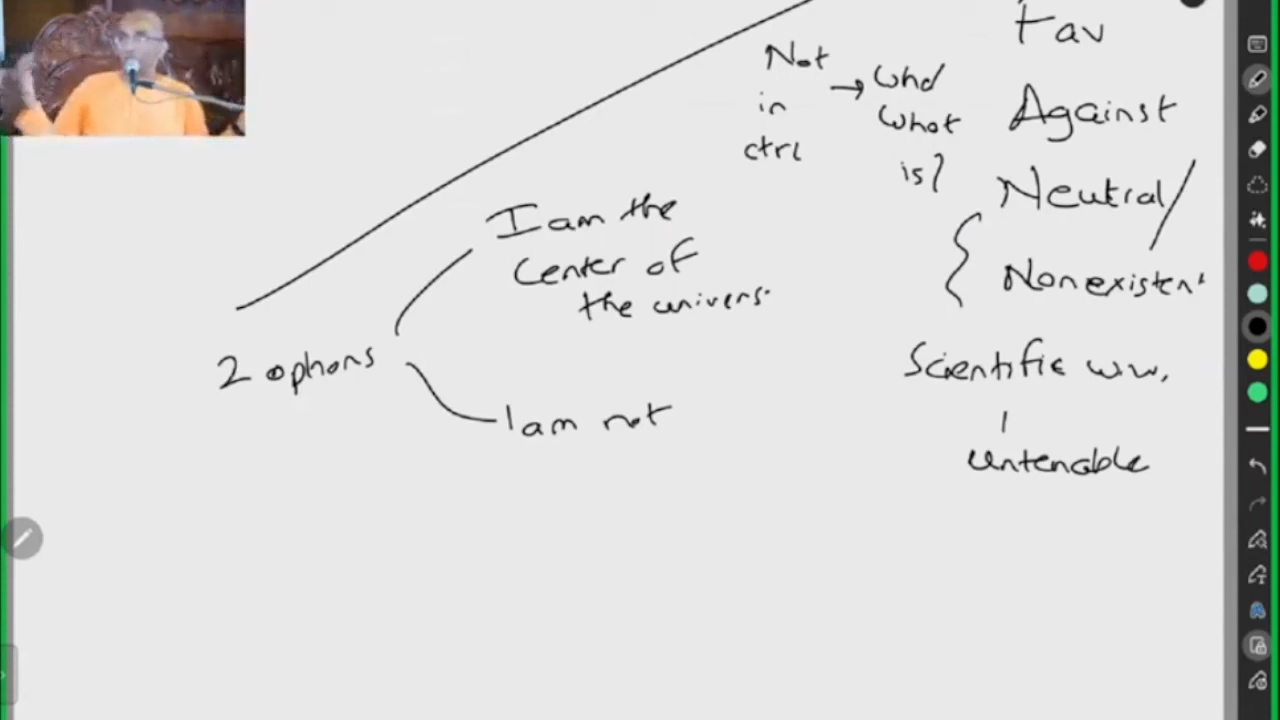 Fav
Not
in
ctrl
→ Who/
What
is?
Against
Neutral/
Nonexistent
I am the
Center of
the univers
2 options
I am not
Scientific ww.
untenable